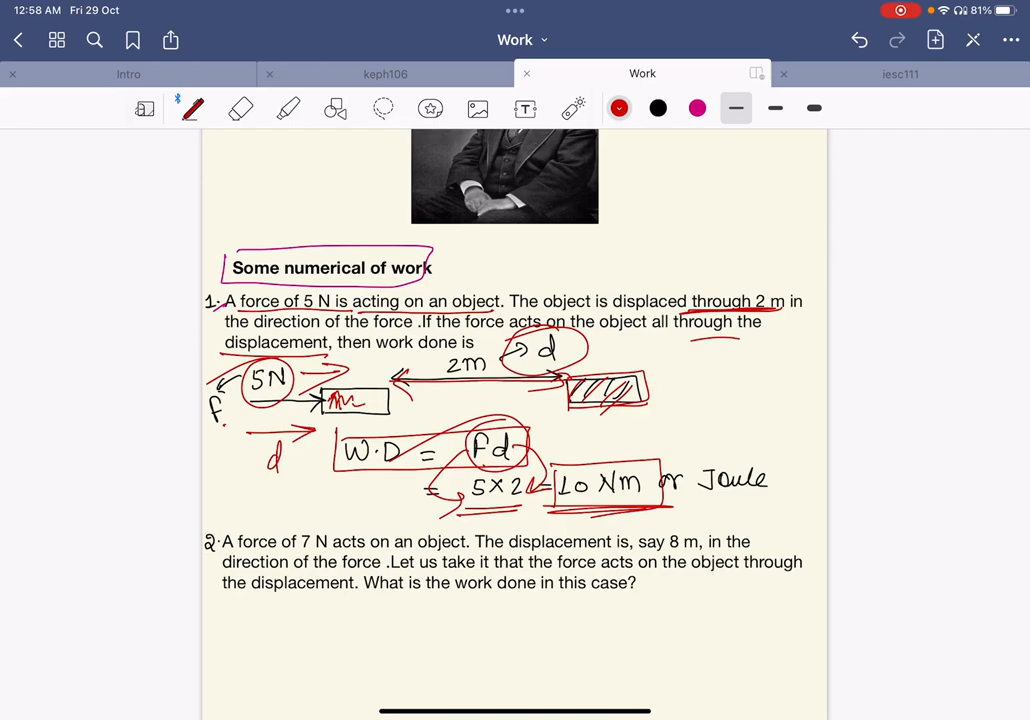 12:58 AM Fri 29 Oct
81%
Work
Intro
keph106
Work
iesc111
Some numerical of work
1. A force of 5 N is acting on an object. The object is displaced through 2 m in
the direction of the force .If the force acts on the object all through the
displacement, then work done is
5N
2m
d
F
d
W.D = Fd
= 5 x 2 = 10 Nm or Joule
2. A force of 7 N acts on an object. The displacement is, say 8 m, in the
direction of the force .Let us take it that the force acts on the object through
the displacement. What is the work done in this case?